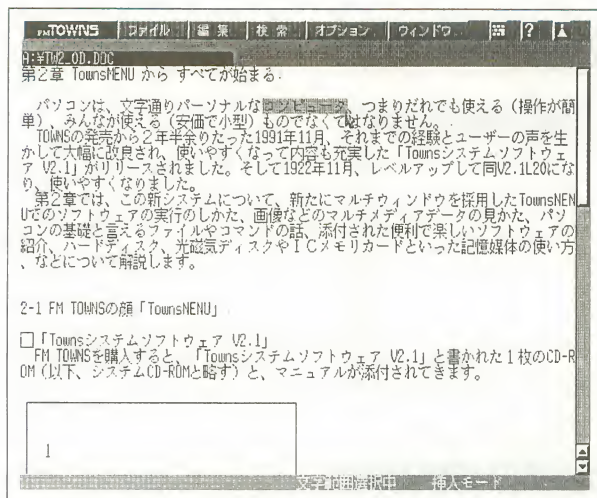 FMTOWNS ファイル 編集 検索 オプション ウィンドウ ?
A:¥TW2_OD.DOC
第2章 TownsMENU から すべてが始まる
パソコンは、文字通りパーソナルなコンピュータ、つまりだれでも使える（操作が簡
単）、みんなが使える（安価で小型）ものでなくてはなりません。
TOWNSの発売から2年半余りたった1991年11月、それまでの経験とユーザーの声を生
かして大幅に改良され、使いやすくなって内容も充実した「Townsシステムソフトウェ
ア V2.1」がリリースされました。そして1922年11月、レベルアップして同V2.1L20にな
り、使いやすくなりました。
第2章では、この新システムについて、新たにマルチウィンドウを採用したTownsMEN
Uでのソフトウェアの実行のしかた、画像などのマルチメディアデータの見かた、パソ
コンの基礎と言えるファイルやコマンドの話、添付された便利で楽しいソフトウェアの
紹介、ハードディスク、光磁気ディスクやＩＣメモリカードといった記憶媒体の使い方
、などについて解説します。
2-1 FM TOWNSの顔「TownsMENU」
□「Townsシステムソフトウェア V2.1」
FM TOWNSを購入すると、「Townsシステムソフトウェア V2.1」と書かれた１枚のCD-R
OM（以下、システムCD-ROMと略す）と、マニュアルが添付されてきます。
1
文字範囲選択中 挿入モード